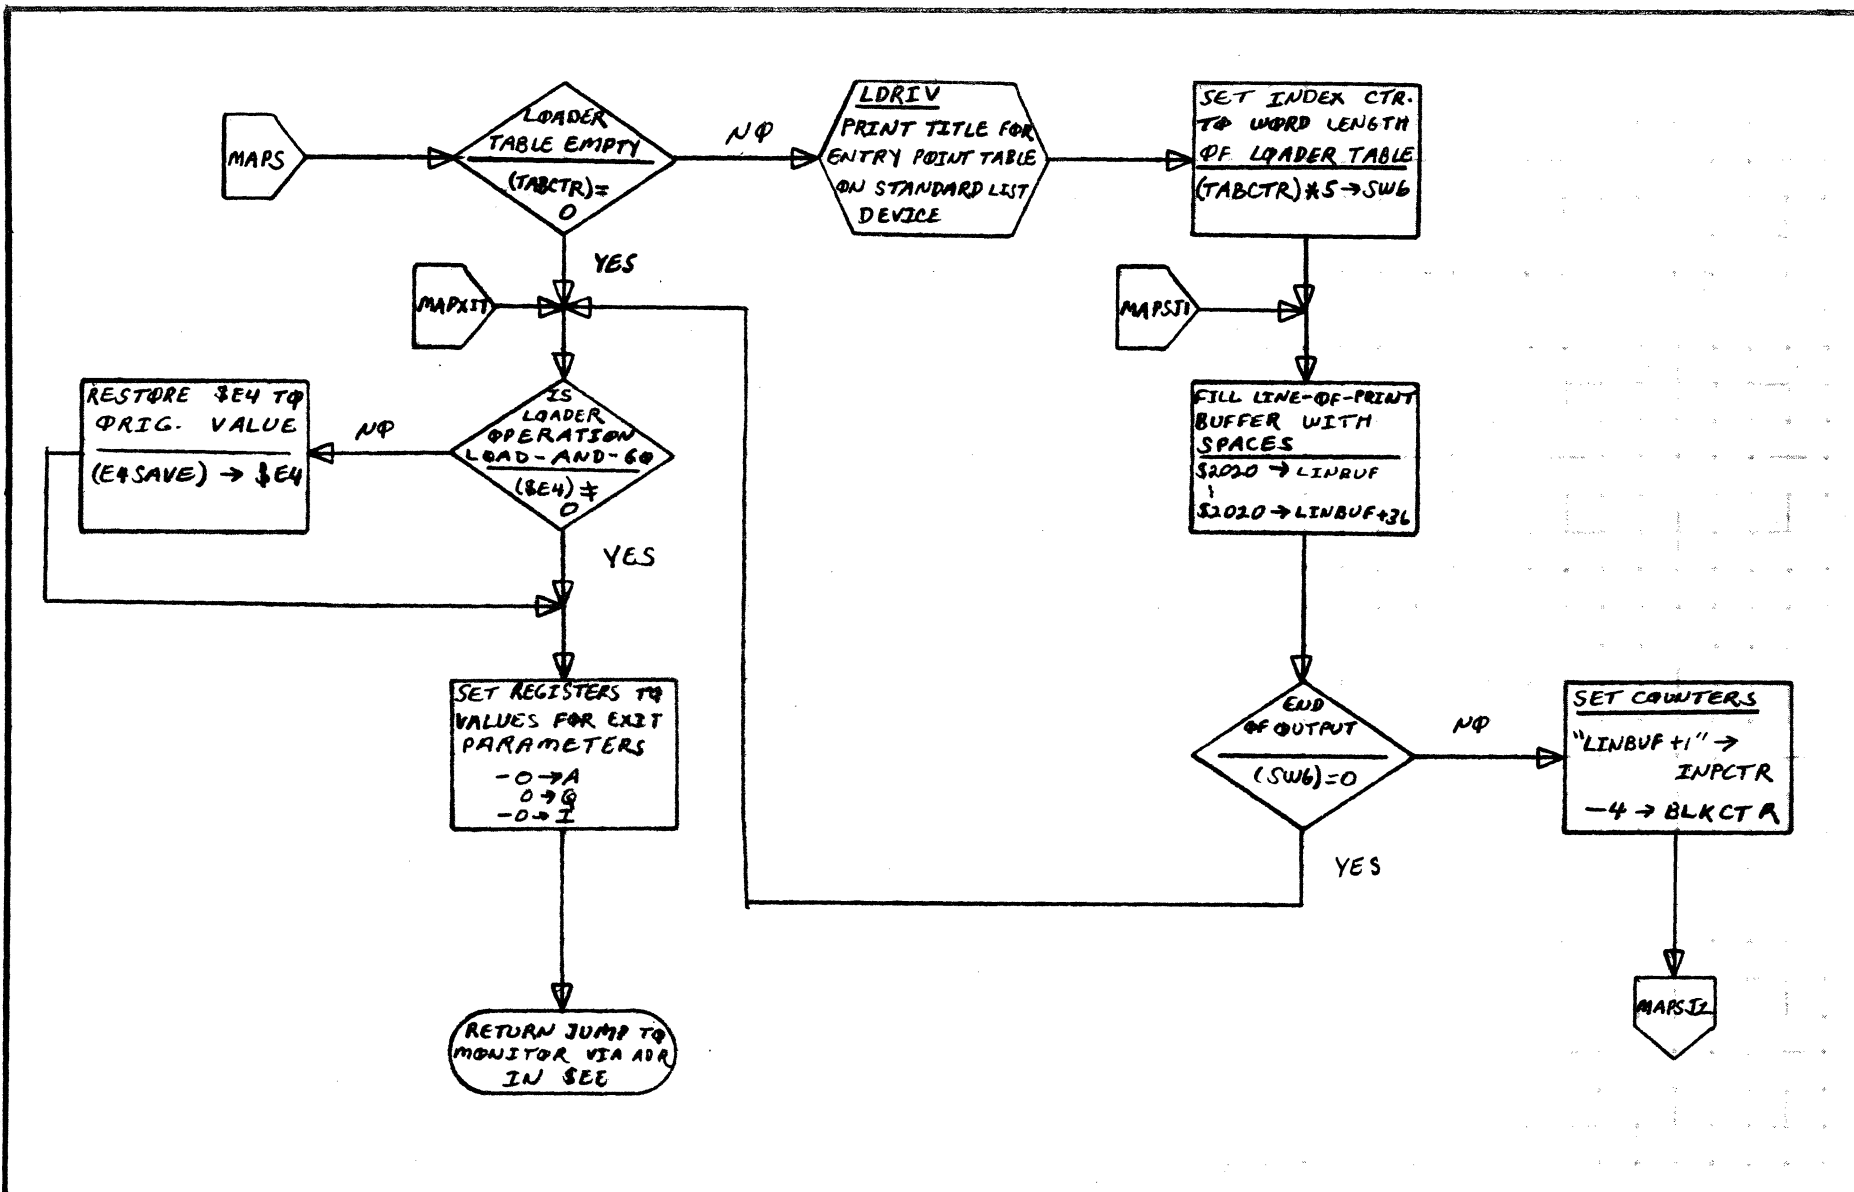 MAPS
LOADER
TABLE EMPTY
(TABCTR)=
0
NO
YES
LDRIV
PRINT TITLE FOR
ENTRY POINT TABLE
ON STANDARD LIST
DEVICE
SET INDEX CTR.
TO WORD LENGTH
OF LOADER TABLE
(TABCTR)*5→SW6
MAPXIT
MAPSJ1
RESTORE $E4 TO
ORIG. VALUE
(E4SAVE) → $E4
NO
IS
LOADER
OPERATION
LOAD-AND-GO
($E4) ≠
0
YES
FILL LINE-OF-PRINT
BUFFER WITH
SPACES
$2020 → LINBUF
$2020 → LINBUF+36
SET REGISTERS TO
VALUES FOR EXIT
PARAMETERS
-0→A
0→Q
-0→I
END
OF OUTPUT
(SW6)=0
NO
YES
SET COUNTERS
"LINBUF+1" →
INPCTR
-4 → BLKCTR
MAPSJ2
RETURN JUMP TO
MONITOR VIA ADR
IN $EE